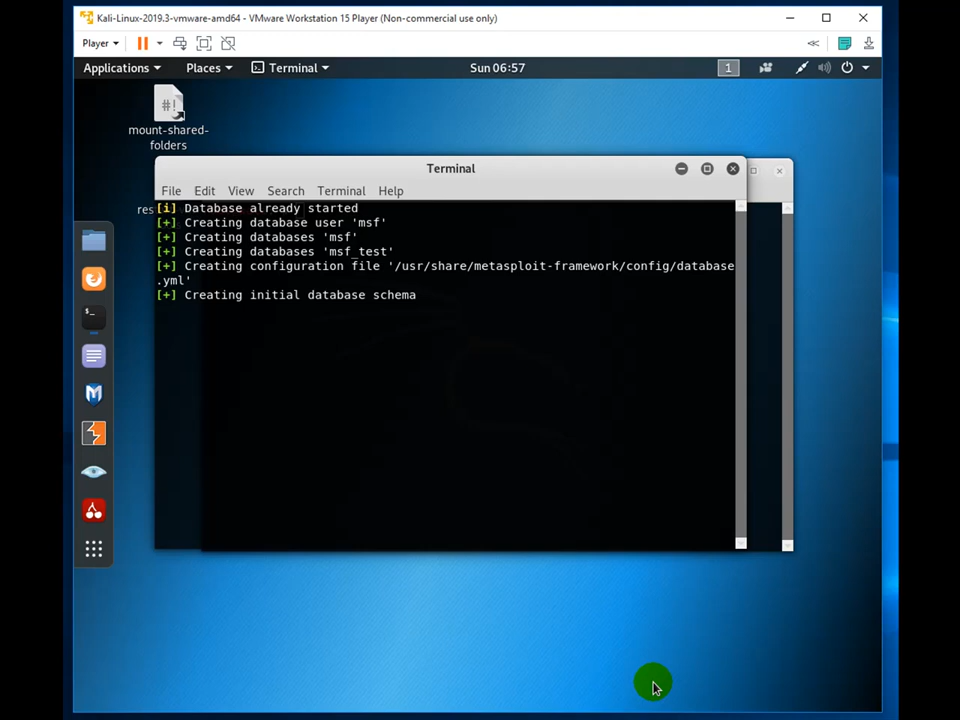 Kali-Linux-2019.3-vmware-amd64 - VMware Workstation 15 Player (Non-commercial use only)
Player
Applications Places Terminal Sun 06:57 1
#!
mount-shared-
folders
Terminal
File Edit View Search Terminal Help
res
[i] Database already started
[+] Creating database user 'msf'
[+] Creating databases 'msf'
[+] Creating databases 'msf_test'
[+] Creating configuration file '/usr/share/metasploit-framework/config/database
.yml'
[+] Creating initial database schema